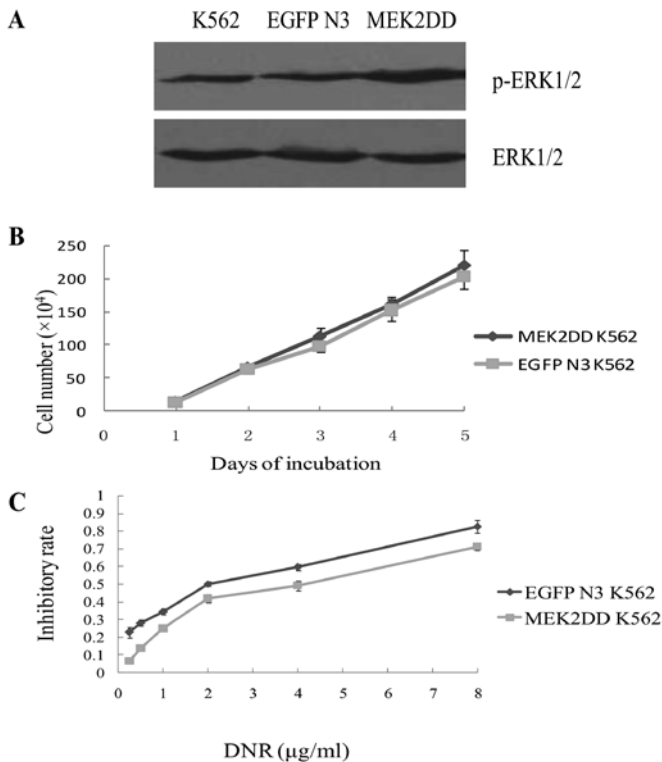 A
K562 EGFP N3 MEK2DD
p-ERK1/2
ERK1/2
B
Cell number (×10⁴)
250
200
150
100
50
0
0 1 2 3 4 5
Days of incubation
MEK2DD K562
EGFP N3 K562
C
Inhibitory rate
1
0.9
0.8
0.7
0.6
0.5
0.4
0.3
0.2
0.1
0
0 1 2 3 4 5 6 7 8
DNR (μg/ml)
EGFP N3 K562
MEK2DD K562